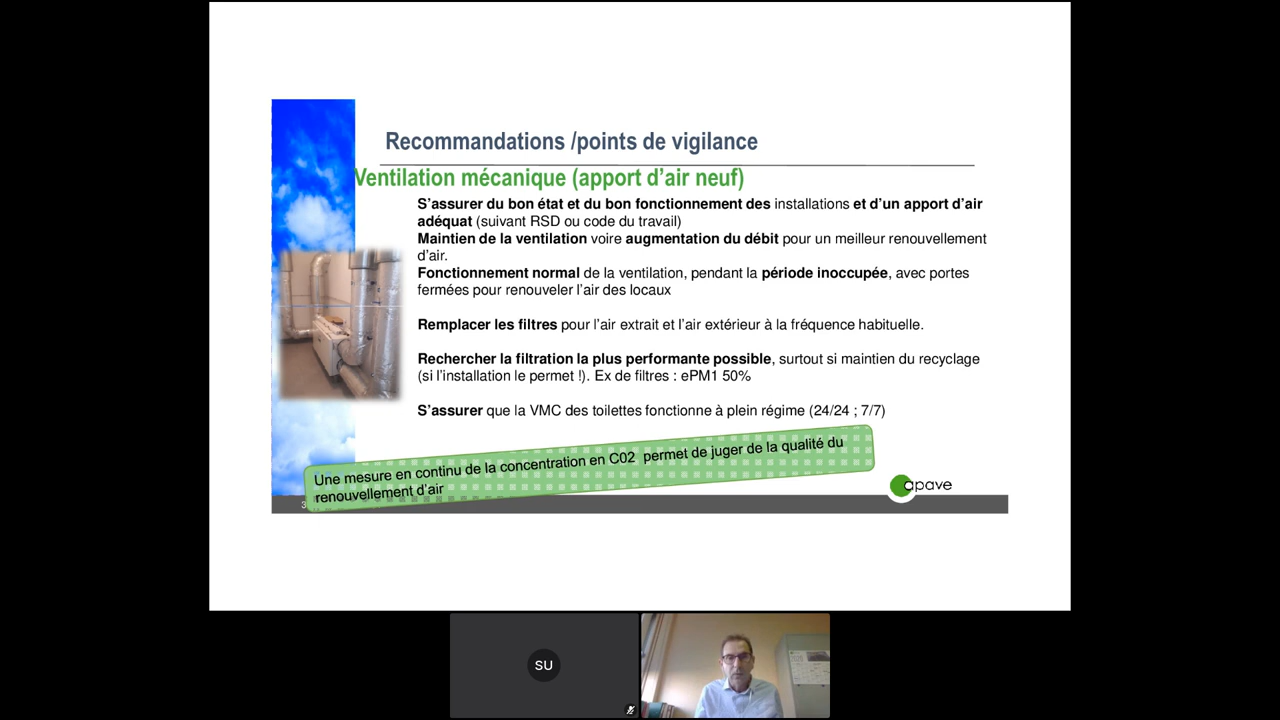 Recommandations /points de vigilance
Ventilation mécanique (apport d’air neuf)
S’assurer du bon état et du bon fonctionnement des installations et d’un apport d’air
adéquat (suivant RSD ou code du travail)
Maintien de la ventilation voire augmentation du débit pour un meilleur renouvellement
d’air.
Fonctionnement normal de la ventilation, pendant la période inoccupée, avec portes
fermées pour renouveler l’air des locaux
Remplacer les filtres pour l’air extrait et l’air extérieur à la fréquence habituelle.
Rechercher la filtration la plus performante possible, surtout si maintien du recyclage
(si l’installation le permet !). Ex de filtres : ePM1 50%
S’assurer que la VMC des toilettes fonctionne à plein régime (24/24 ; 7/7)
Une mesure en continu de la concentration en C02 permet de juger de la qualité du
renouvellement d’air
apave
SU